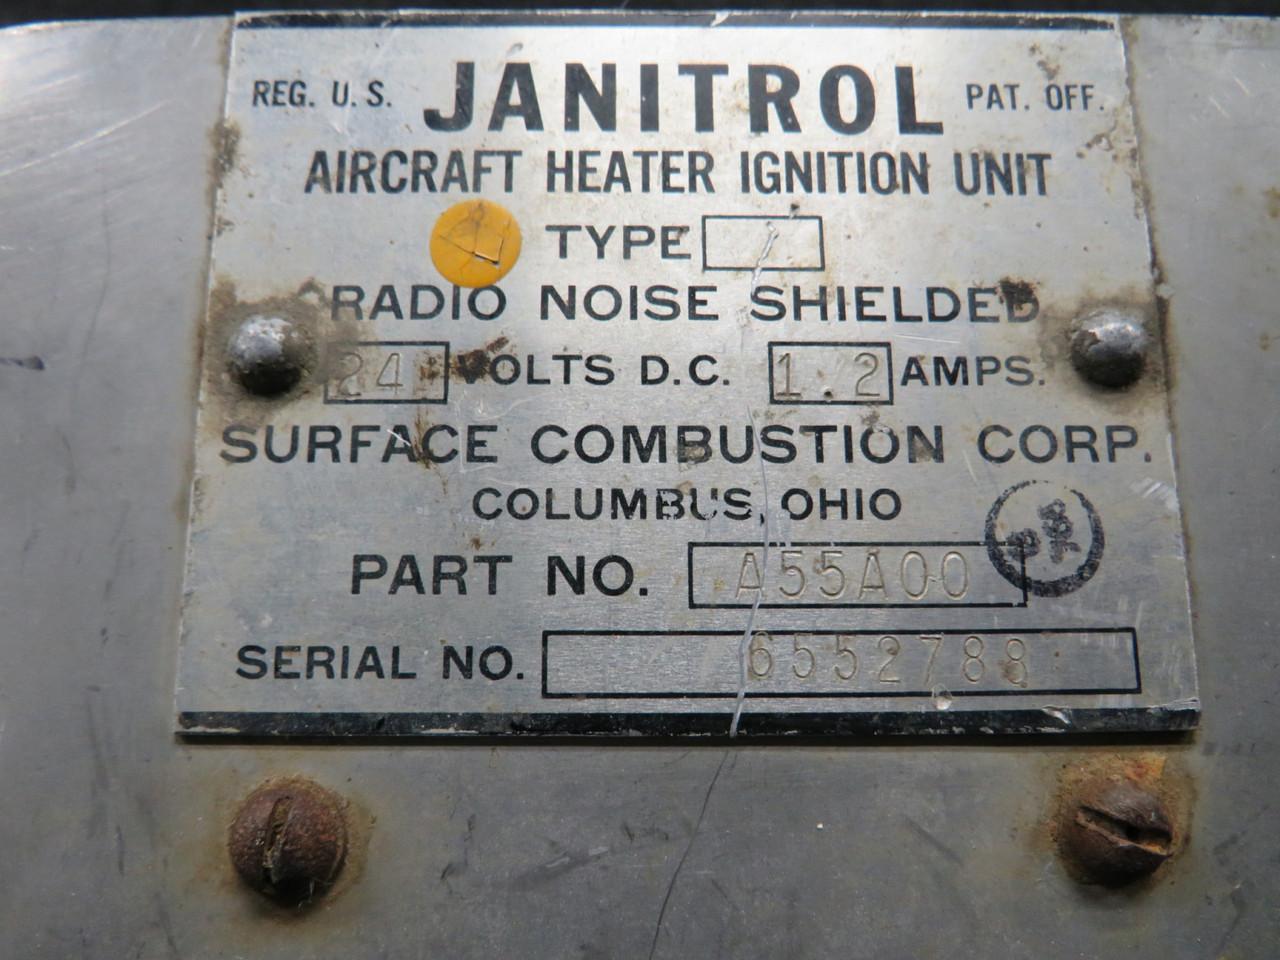 REG. U. S. JANITROL PAT. OFF.
AIRCRAFT HEATER IGNITION UNIT
TYPE
RADIO NOISE SHIELDED
24 VOLTS D.C. 1.2 AMPS.
SURFACE COMBUSTION CORP.
COLUMBUS, OHIO
PART NO. A55A00
SERIAL NO. 6552788